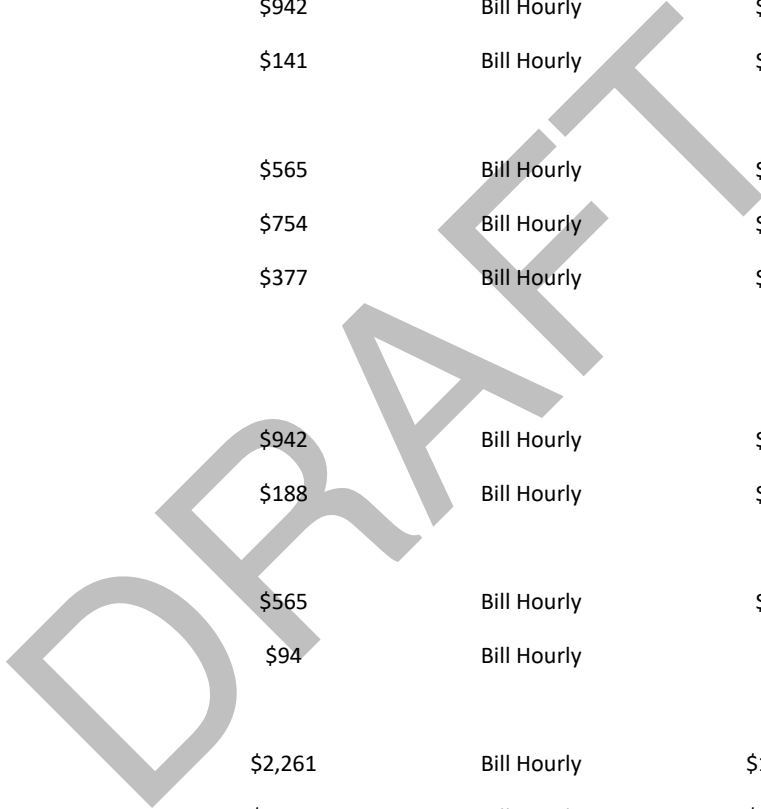 $942 Bill Hourly $
$141 Bill Hourly $
$565 Bill Hourly $
$754 Bill Hourly $
$377 Bill Hourly $
$942 Bill Hourly $
$188 Bill Hourly $
$565 Bill Hourly $
$94 Bill Hourly
$2,261 Bill Hourly $
DRAFT